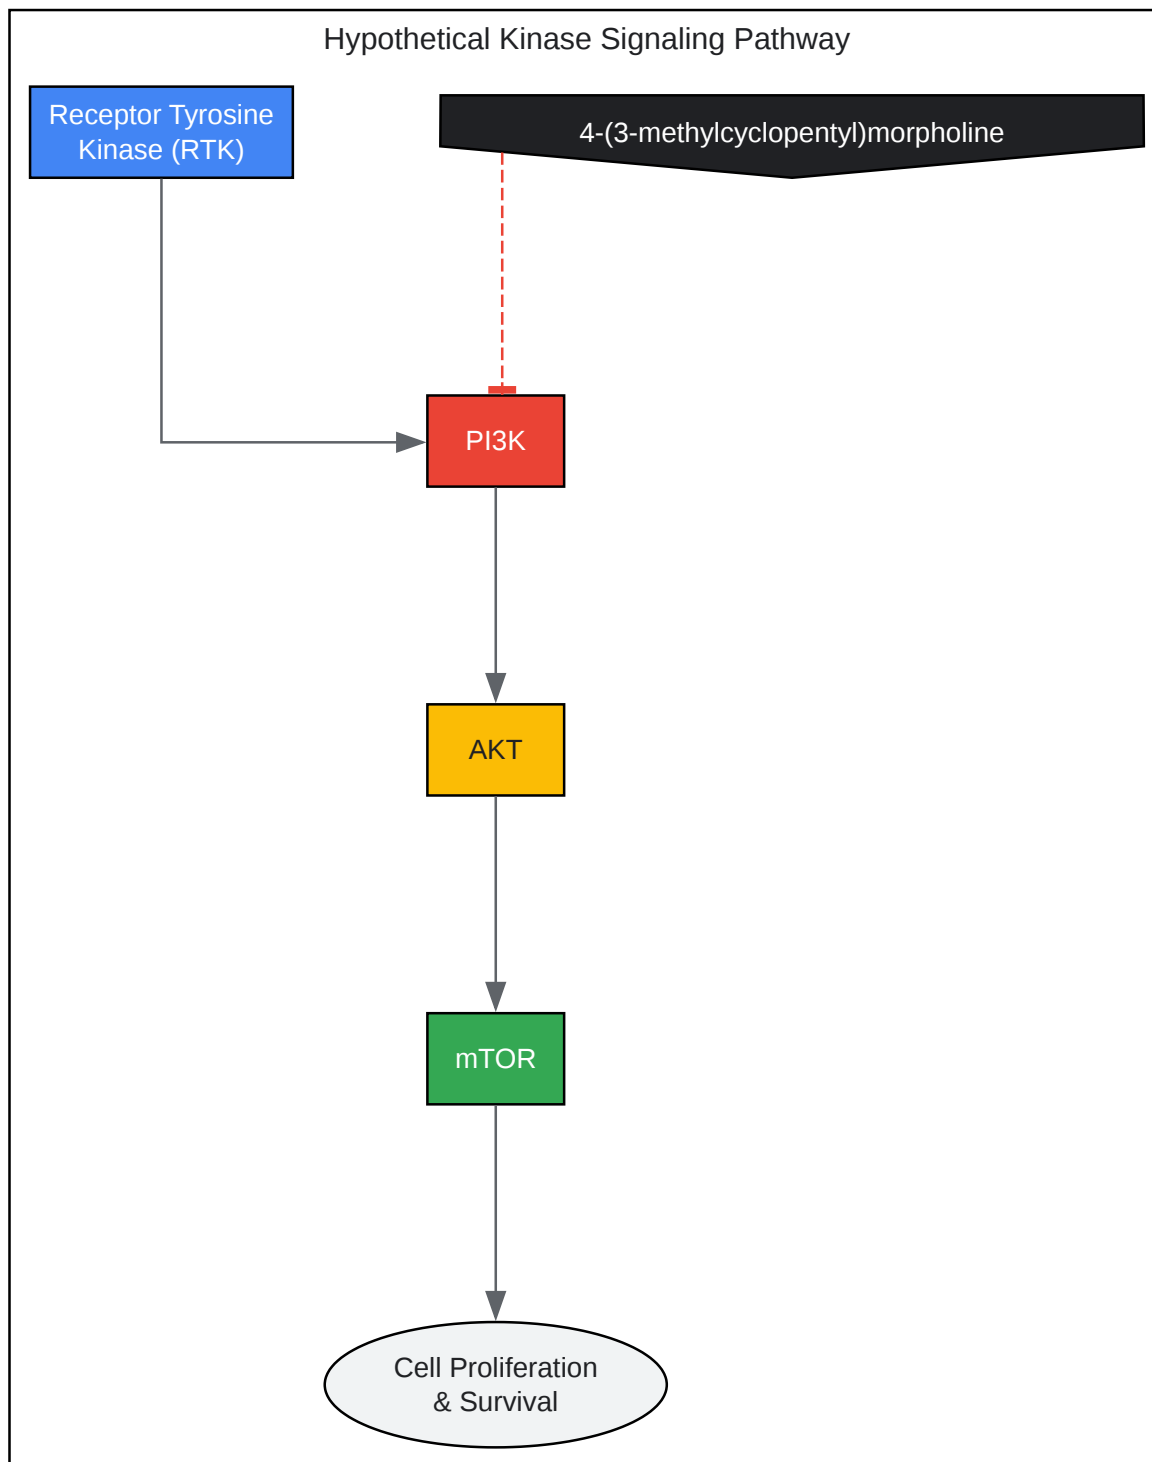 Hypothetical Kinase Signaling Pathway
Receptor Tyrosine
Kinase (RTK)
4-(3-methylcyclopentyl)morpholine
PI3K
AKT
mTOR
Cell Proliferation
& Survival